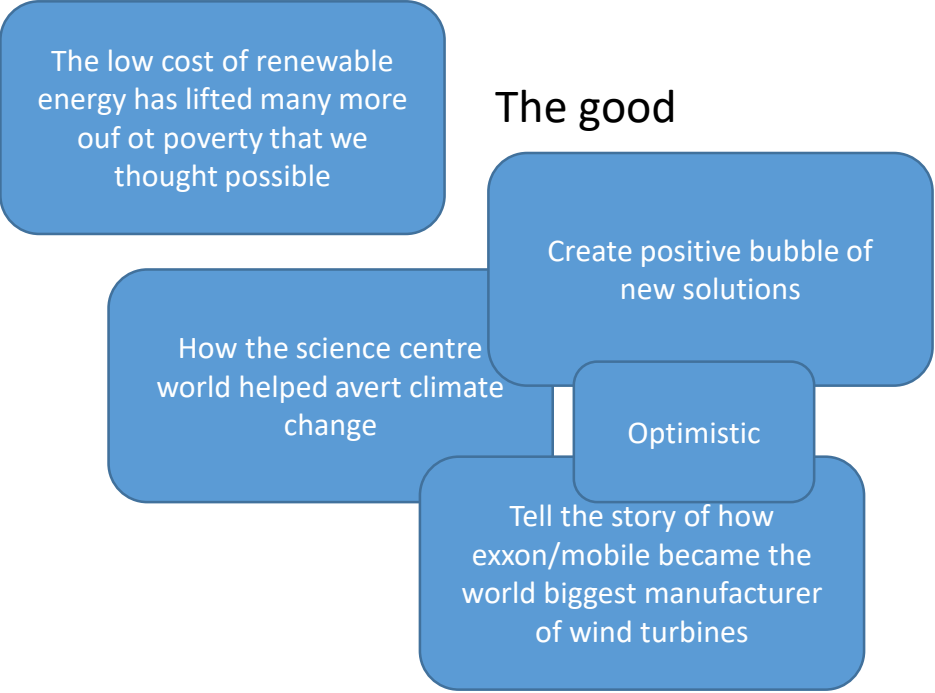 The low cost of renewable
energy has lifted many more
ouf ot poverty that we
thought possible
The good
Create positive bubble of
new solutions
How the science centre
world helped avert climate
change
Optimistic
Tell the story of how
exxon/mobile became the
world biggest manufacturer
of wind turbines